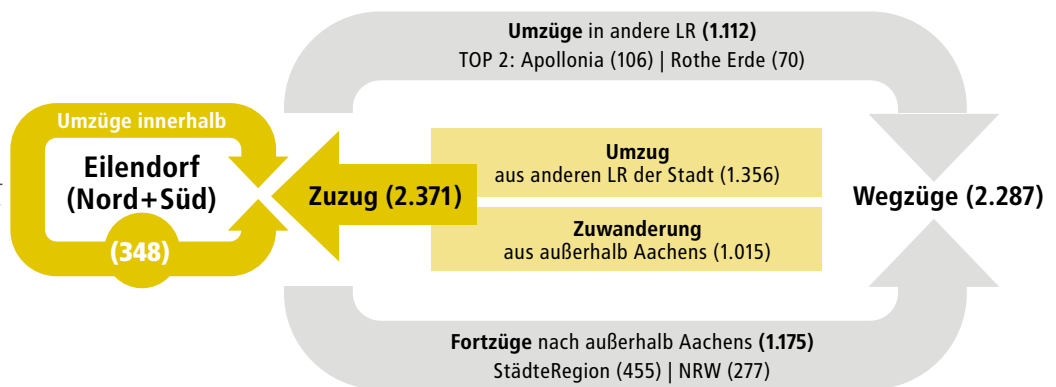 Umzüge in andere LR (1.112)
TOP 2: Apollonia (106) | Rothe Erde (70)
Umzüge innerhalb
Eilendorf
(Nord+Süd)
(348)
Zuzug (2.371)
Umzug
aus anderen LR der Stadt (1.356)
Zuwanderung
aus außerhalb Aachens (1.015)
Wegzüge (2.287)
Fortzüge nach außerhalb Aachens (1.175)
StädteRegion (455) | NRW (277)